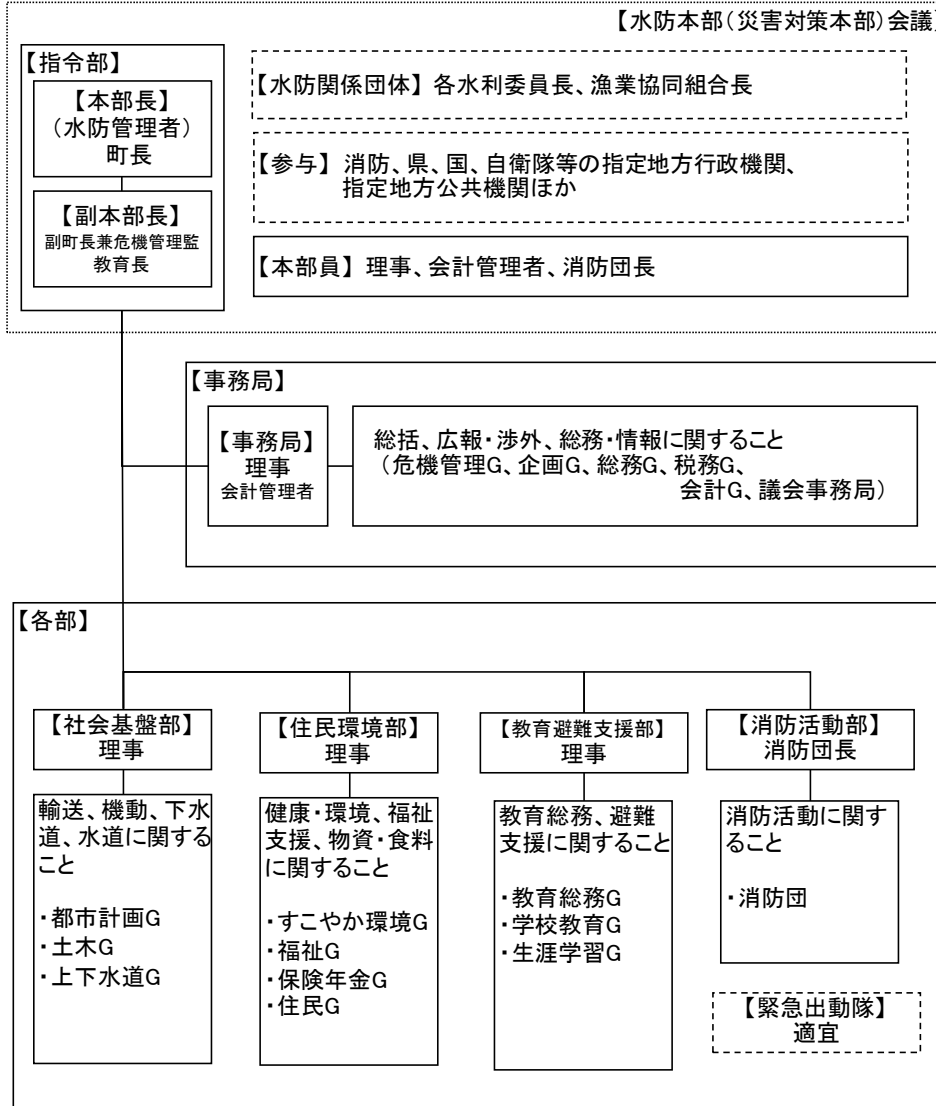 【水防本部（災害対策本部）会議】
【指令部】
【本部長】
（水防管理者）
町長
【副本部長】
副町長兼危機管理監
教育長
【水防関係団体】 各水利委員長、漁業協同組合長
【参与】 消防、県、国、自衛隊等の指定地方行政機関、
指定地方公共機関ほか
【本部員】 理事、会計管理者、消防団長
【事務局】
【事務局】
理事
会計管理者
総括、広報・渉外、総務・情報に関すること
（危機管理G、企画G、総務G、税務G、
会計G、議会事務局）
【各部】
【社会基盤部】
理事
輸送、機動、下水
道、水道に関する
こと
・都市計画G
・土木G
・上下水道G
【住民環境部】
理事
健康・環境、福祉
支援、物資・食料
に関すること
・すこやか環境G
・福祉G
・保険年金G
・住民G
【教育避難支援部】
理事
教育総務、避難
支援に関すること
・教育総務G
・学校教育G
・生涯学習G
【消防活動部】
消防団長
消防活動に関す
ること
・消防団
【緊急出動隊】
適宜